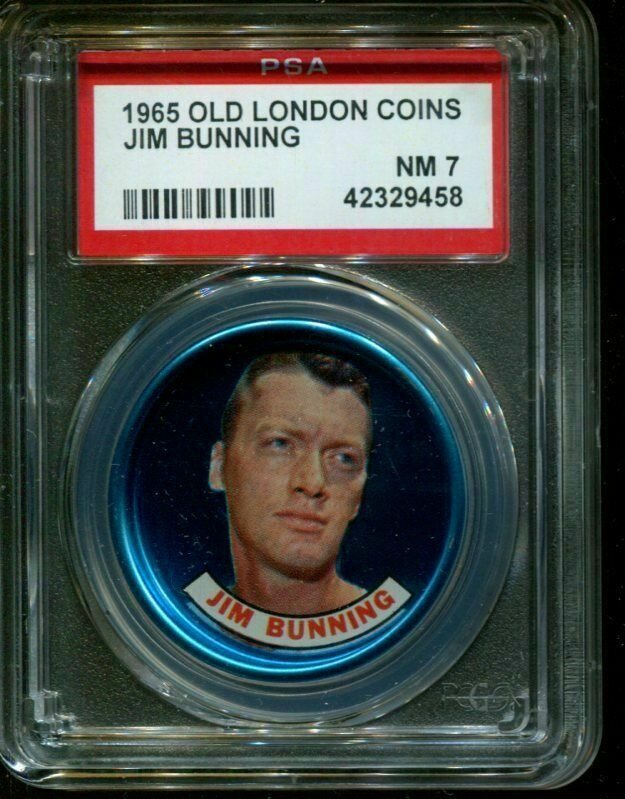 PSA
1965 OLD LONDON COINS
JIM BUNNING
NM 7
42329458
JIM BUNNING